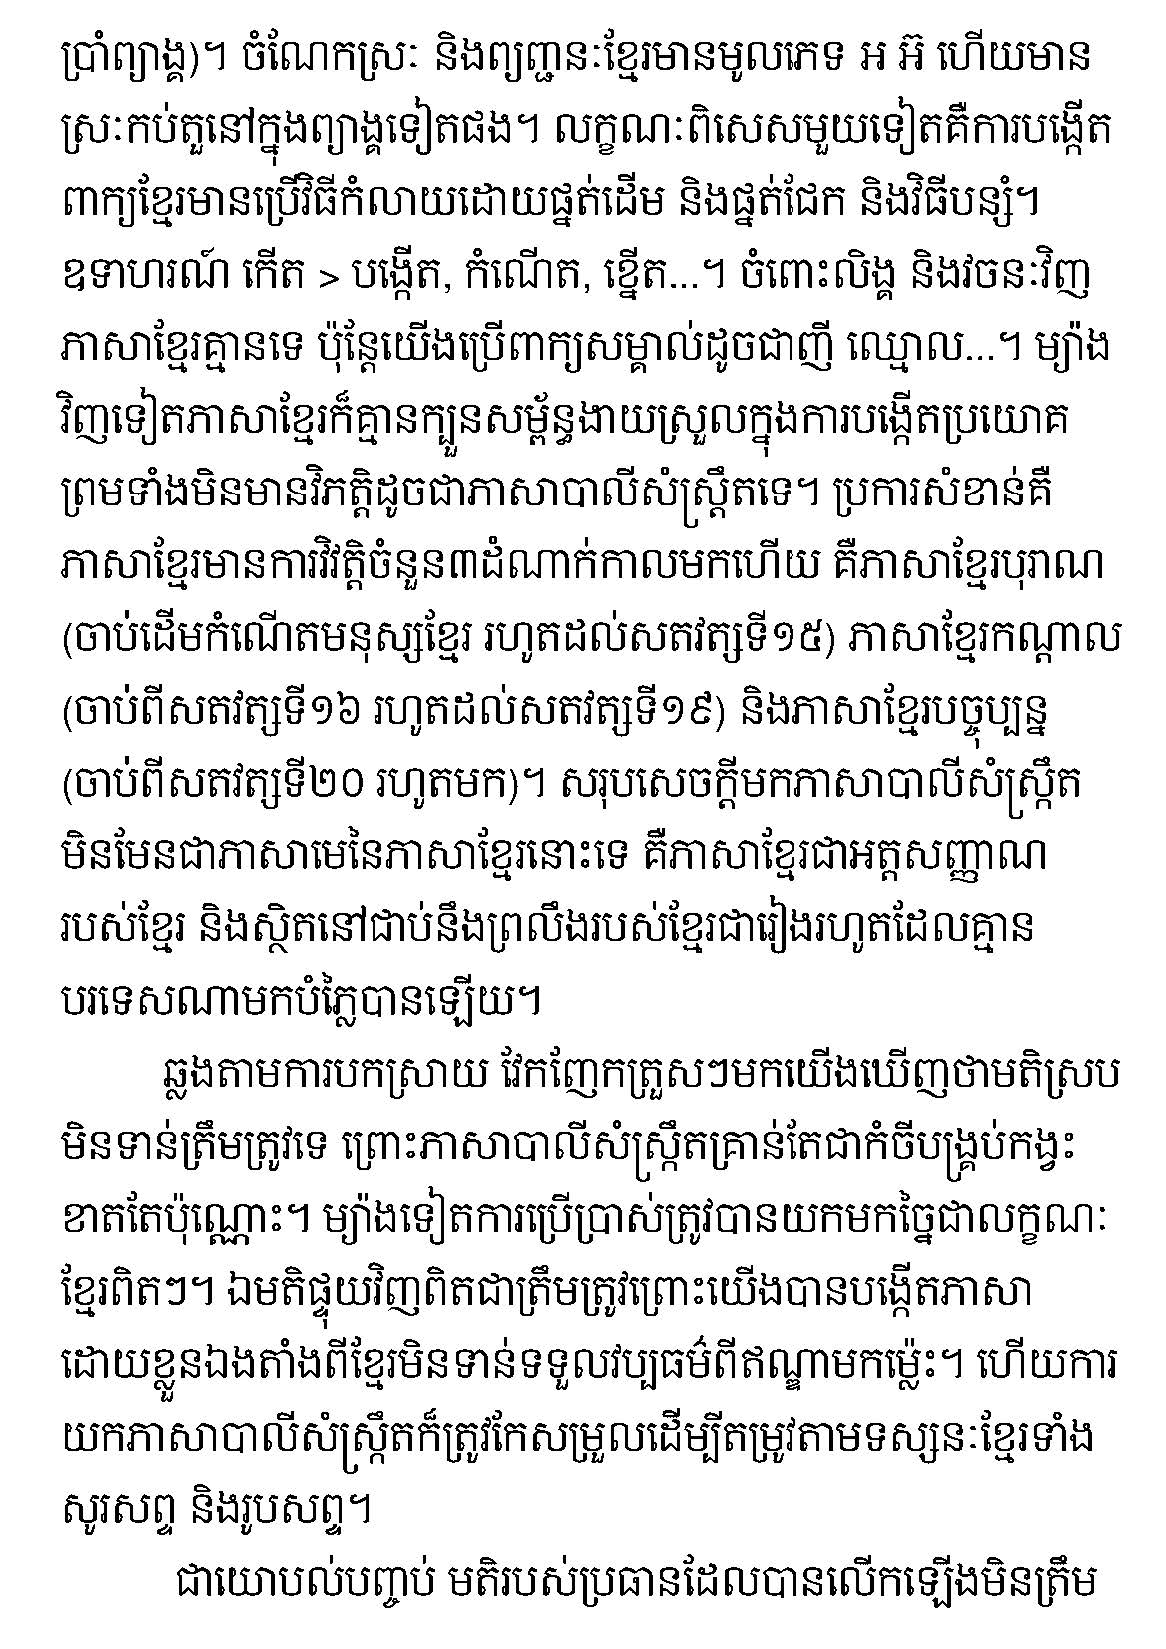 ប្រាំព្យាង្គ)។ ចំណែកស្រៈ និងព្យញ្ជនៈខ្មែរមានមូលភេទ អ អ៊ ហើយមាន
ស្រៈកប់តួនៅក្នុងព្យាង្គទៀតផង។ លក្ខណៈពិសេសមួយទៀតគឺការបង្កើត
ពាក្យខ្មែរមានប្រើវិធីកំលាយដោយផ្នត់ដើម និងផ្នត់ជែក និងវិធីបន្សំ។
ឧទាហរណ៍ កើត > បង្កើត, កំណើត, ខ្នើត...។ ចំពោះលិង្គ និងវចនៈវិញ
ភាសាខ្មែរគ្មានទេ ប៉ុន្តែយើងប្រើពាក្យសម្គាល់ដូចជាញី ឈ្មោល...។ ម្យ៉ាង
វិញទៀតភាសាខ្មែរក៏គ្មានក្បួនសម្ព័ន្ធងាយស្រួលក្នុងការបង្កើតប្រយោគ
ព្រមទាំងមិនមានវិភត្តិដូចជាភាសាបាលីសំស្ត្រឹតទេ។ ប្រការសំខាន់គឺ
ភាសាខ្មែរមានការវិវត្តិចំនួន៣ដំណាក់កាលមកហើយ គឺភាសាខ្មែរបុរាណ
(ចាប់ដើមកំណើតមនុស្សខ្មែរ រហូតដល់សតវត្សទី១៥) ភាសាខ្មែរកណ្តាល
(ចាប់ពីសតវត្សទី១៦ រហូតដល់សតវត្សទី១៩) និងភាសាខ្មែរបច្ចុប្បន្ន
(ចាប់ពីសតវត្សទី២០ រហូតមក)។ សរុបសេចក្តីមកភាសាបាលីសំស្ក្រឹត
មិនមែនជាភាសាមេនៃភាសាខ្មែរនោះទេ គឺភាសាខ្មែរជាអត្តសញ្ញាណ
របស់ខ្មែរ និងស្ថិតនៅជាប់នឹងព្រលឹងរបស់ខ្មែរជារៀងរហូតដែលគ្មាន
បរទេសណាមកបំភ្លៃបានឡើយ។
ឆ្លងតាមការបកស្រាយ វែកញែកត្រួសៗមកយើងឃើញថាមតិស្រប
មិនទាន់ត្រឹមត្រូវទេ ព្រោះភាសាបាលីសំស្ក្រឹតគ្រាន់តែជាកំចីបង្គ្រប់កង្វះ
ខាតតែប៉ុណ្ណោះ។ ម្យ៉ាងទៀតការប្រើប្រាស់ត្រូវបានយកមកច្នៃជាលក្ខណៈ
ខ្មែរពិតៗ។ ឯមតិផ្ទុយវិញពិតជាត្រឹមត្រូវព្រោះយើងបានបង្កើតភាសា
ដោយខ្លួនឯងតាំងពីខ្មែរមិនទាន់ទទួលវប្បធម៌ពីឥណ្ឌាមកម៉្លេះ។ ហើយការ
យកភាសាបាលីសំស្ក្រឹតក៏ត្រូវកែសម្រួលដើម្បីតម្រូវតាមទស្សនៈខ្មែរទាំង
សូរសព្ទ និងរូបសព្ទ។
ជាយោបល់បញ្ចប់ មតិរបស់ប្រធានដែលបានលើកឡើងមិនត្រឹម